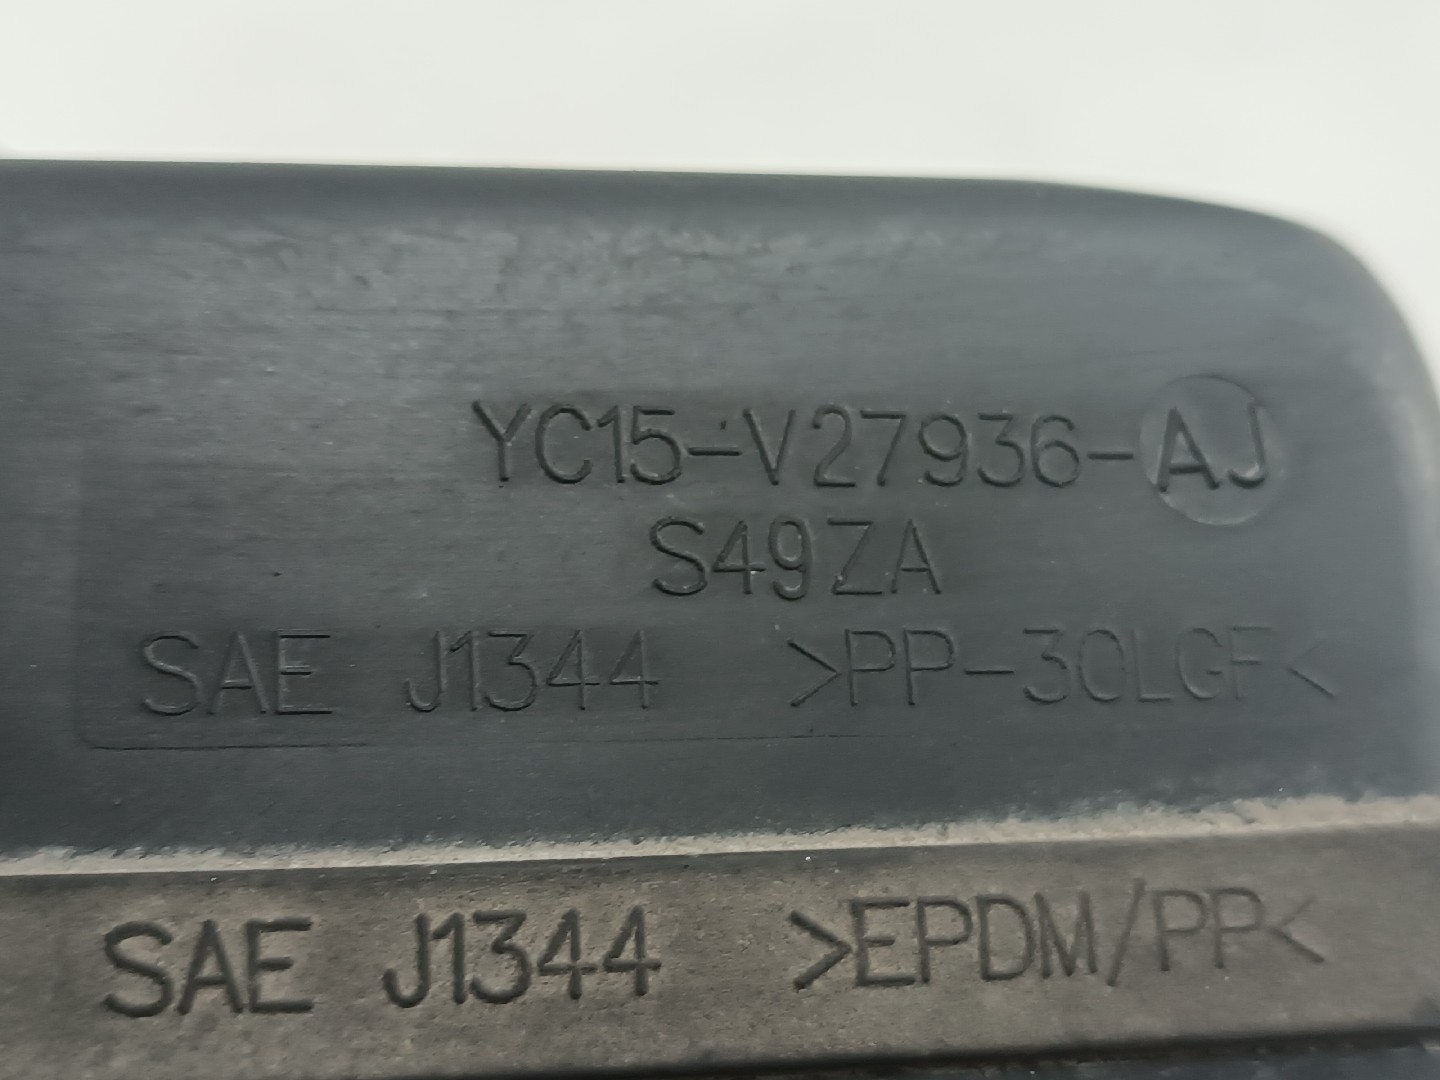 YC15-V27936-AJ
S49ZA
SAE J1344 >PP-30LGF<
SAE J1344 >EPDM/PP<